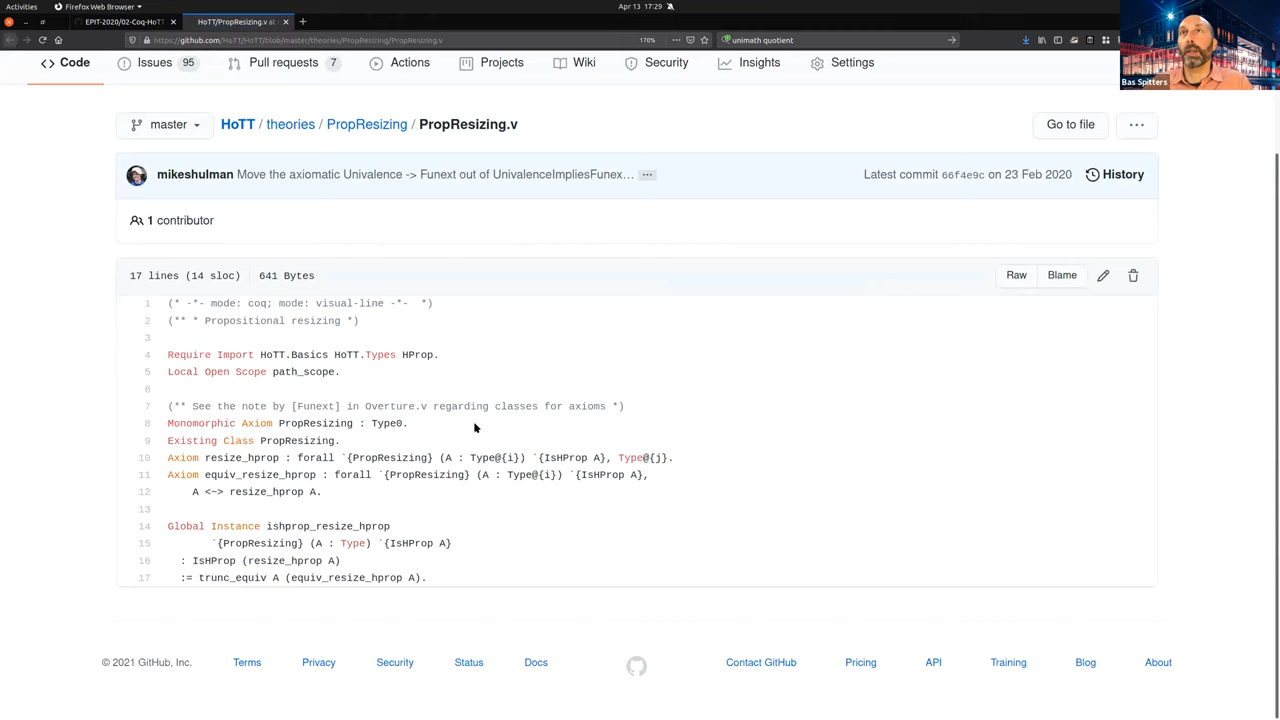 Activities Firefox Web Browser Apr 13 17:29
EPIT-2020/02-Coq-HoTT HoTT/PropResizing.v at
https://github.com/HoTT/HoTT/blob/master/theories/PropResizing/PropResizing.v 170% unimath quotient
Bas Spitters
Code Issues 95 Pull requests 7 Actions Projects Wiki Security Insights Settings
master HoTT / theories / PropResizing / PropResizing.v Go to file ...
mikeshulman Move the axiomatic Univalence -> Funext out of UnivalenceImpliesFunex… ... Latest commit 66f4e9c on 23 Feb 2020 History
1 contributor
17 lines (14 sloc) 641 Bytes Raw Blame
1 (* -*- mode: coq; mode: visual-line -*- *)
2 (** * Propositional resizing *)
3
4 Require Import HoTT.Basics HoTT.Types HProp.
5 Local Open Scope path_scope.
6
7 (** See the note by [Funext] in Overture.v regarding classes for axioms *)
8 Monomorphic Axiom PropResizing : Type0.
9 Existing Class PropResizing.
10 Axiom resize_hprop : forall `{PropResizing} (A : Type@{i}) `{IsHProp A}, Type@{j}.
11 Axiom equiv_resize_hprop : forall `{PropResizing} (A : Type@{i}) `{IsHProp A},
12 A <~> resize_hprop A.
13
14 Global Instance ishprop_resize_hprop
15 `{PropResizing} (A : Type) `{IsHProp A}
16 : IsHProp (resize_hprop A)
17 := trunc_equiv A (equiv_resize_hprop A).
© 2021 GitHub, Inc. Terms Privacy Security Status Docs Contact GitHub Pricing API Training Blog About